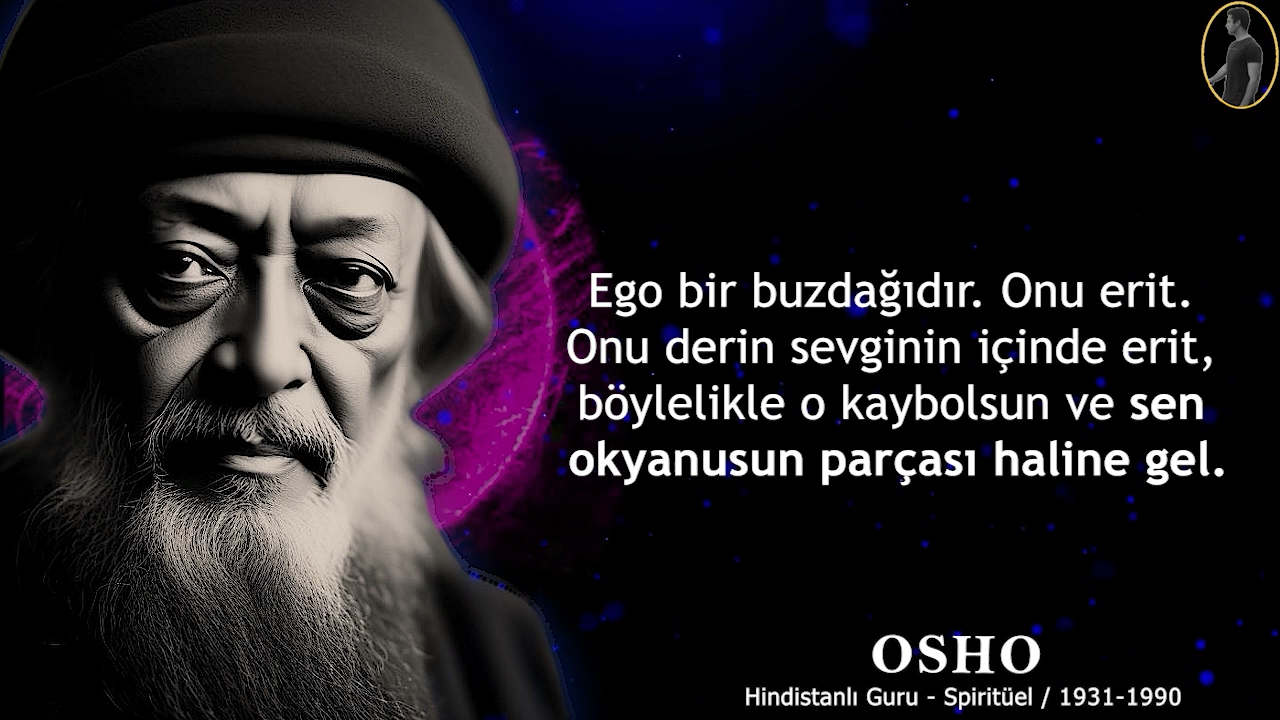 Ego bir buzdağıdır. Onu erit.
Onu derin sevginin içinde erit,
böylelikle o kaybolsun ve sen
okyanusun parçası haline gel.
OSHO
Hindistanlı Guru - Spiritüel / 1931-1990